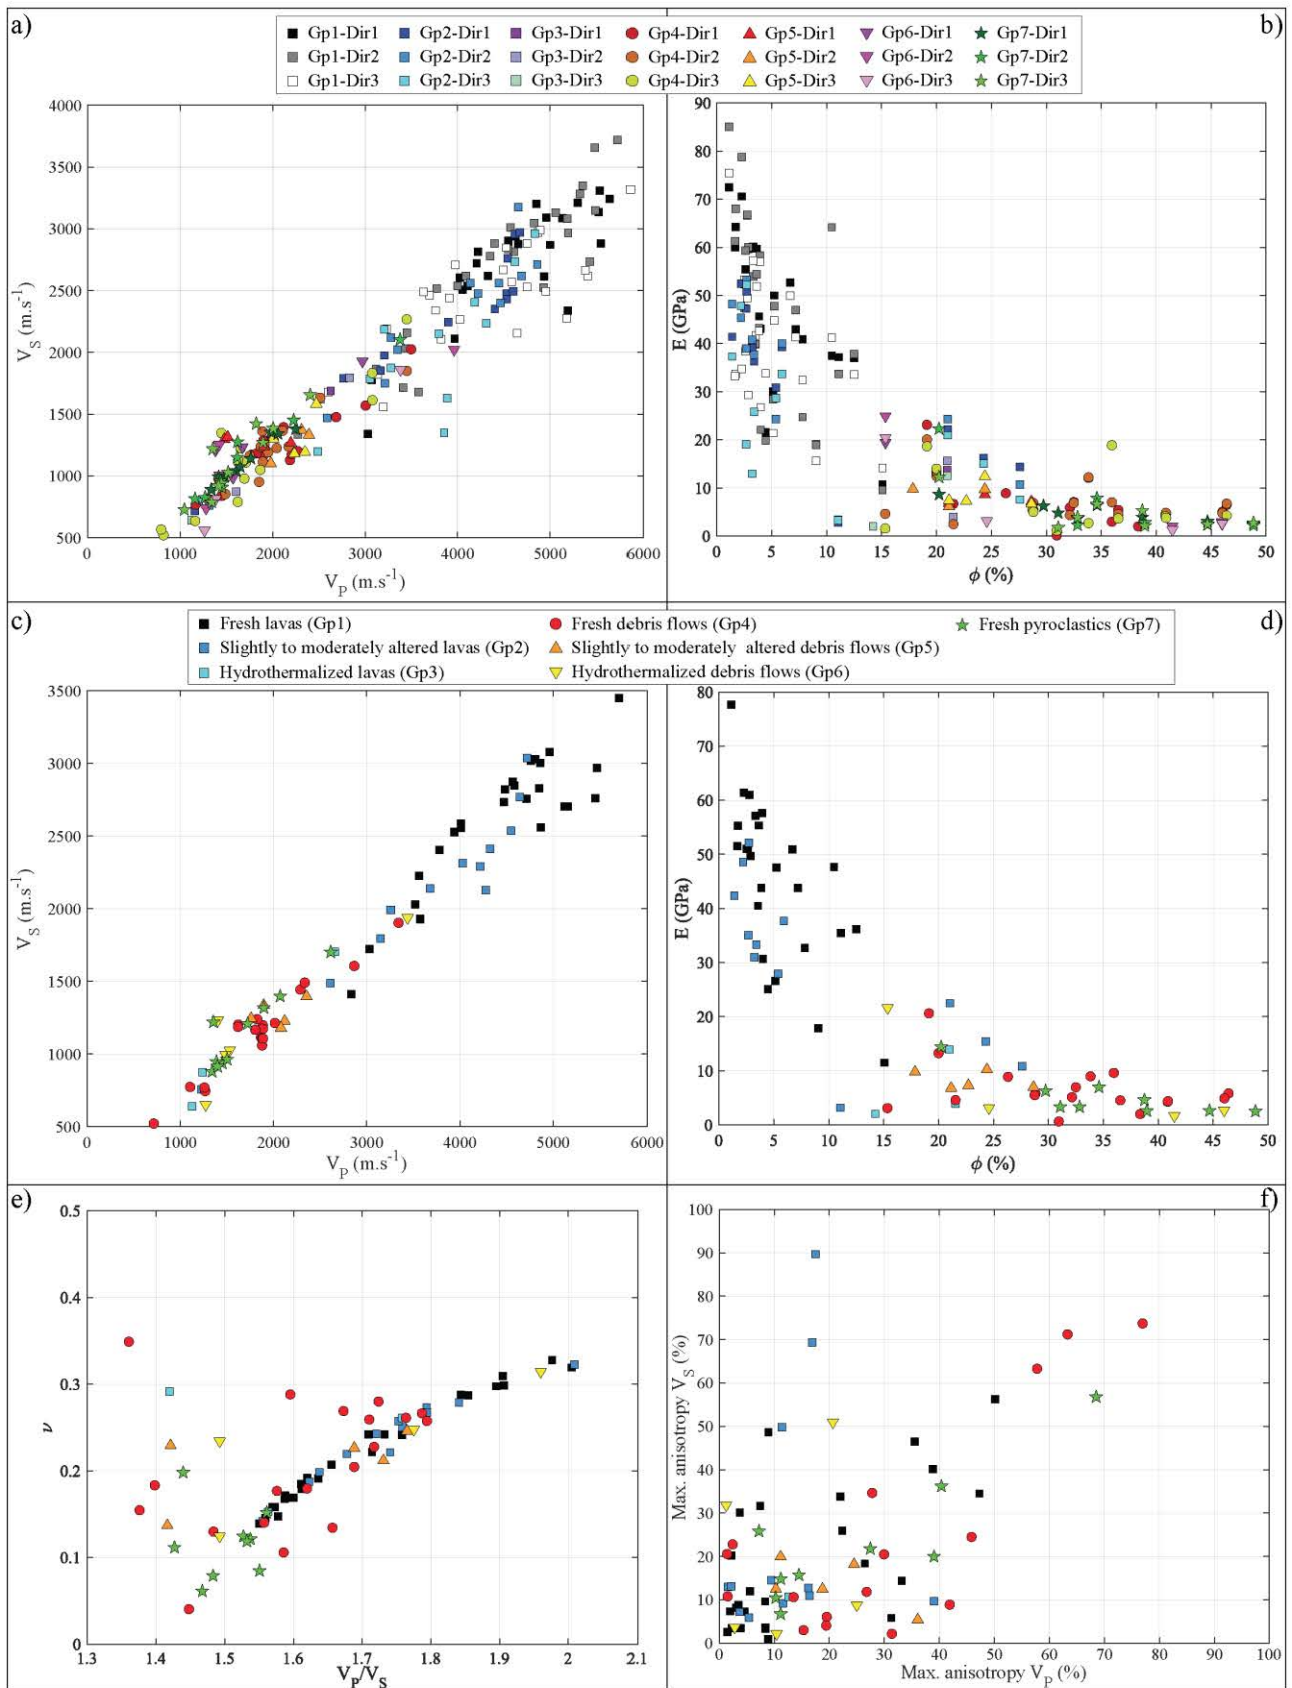 a)
b)
Gp1-Dir1 Gp2-Dir1 Gp3-Dir1 Gp4-Dir1 Gp5-Dir1 Gp6-Dir1 Gp7-Dir1
Gp1-Dir2 Gp2-Dir2 Gp3-Dir2 Gp4-Dir2 Gp5-Dir2 Gp6-Dir2 Gp7-Dir2
Gp1-Dir3 Gp2-Dir3 Gp3-Dir3 Gp4-Dir3 Gp5-Dir3 Gp6-Dir3 Gp7-Dir3
4000
3500
3000
2500
2000
1500
1000
500
V_S (m.s^-1)
0 1000 2000 3000 4000 5000 6000
V_P (m.s^-1)
90
80
70
60
50
40
30
20
10
0
E (GPa)
0 5 10 15 20 25 30 35 40 45 50
ϕ (%)
c)
d)
Fresh lavas (Gp1) Fresh debris flows (Gp4) Fresh pyroclastics (Gp7)
Slightly to moderately altered lavas (Gp2) Slightly to moderately altered debris flows (Gp5)
Hydrothermalized lavas (Gp3) Hydrothermalized debris flows (Gp6)
3500
3000
2500
2000
1500
1000
500
V_S (m.s^-1)
0 1000 2000 3000 4000 5000 6000
V_P (m.s^-1)
80
70
60
50
40
30
20
10
0
E (GPa)
0 5 10 15 20 25 30 35 40 45 50
ϕ (%)
e)
0.5
0.4
0.3
0.2
0.1
0
ν
1.3 1.4 1.5 1.6 1.7 1.8 1.9 2 2.1
V_P/V_S
f)
100
90
80
70
60
50
40
30
20
10
0
Max. anisotropy V_S (%)
0 10 20 30 40 50 60 70 80 90 100
Max. anisotropy V_P (%)